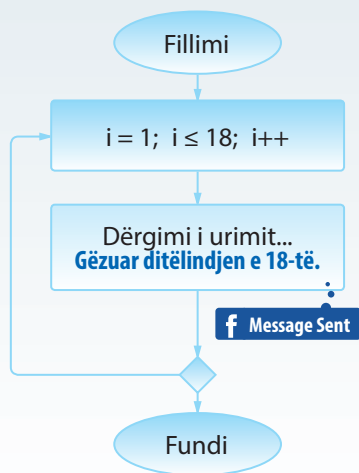 Fillimi
i = 1; i ≤ 18; i++
Dërgimi i urimit...
Gëzuar ditëlindjen e 18-të.
f Message Sent
Fundi